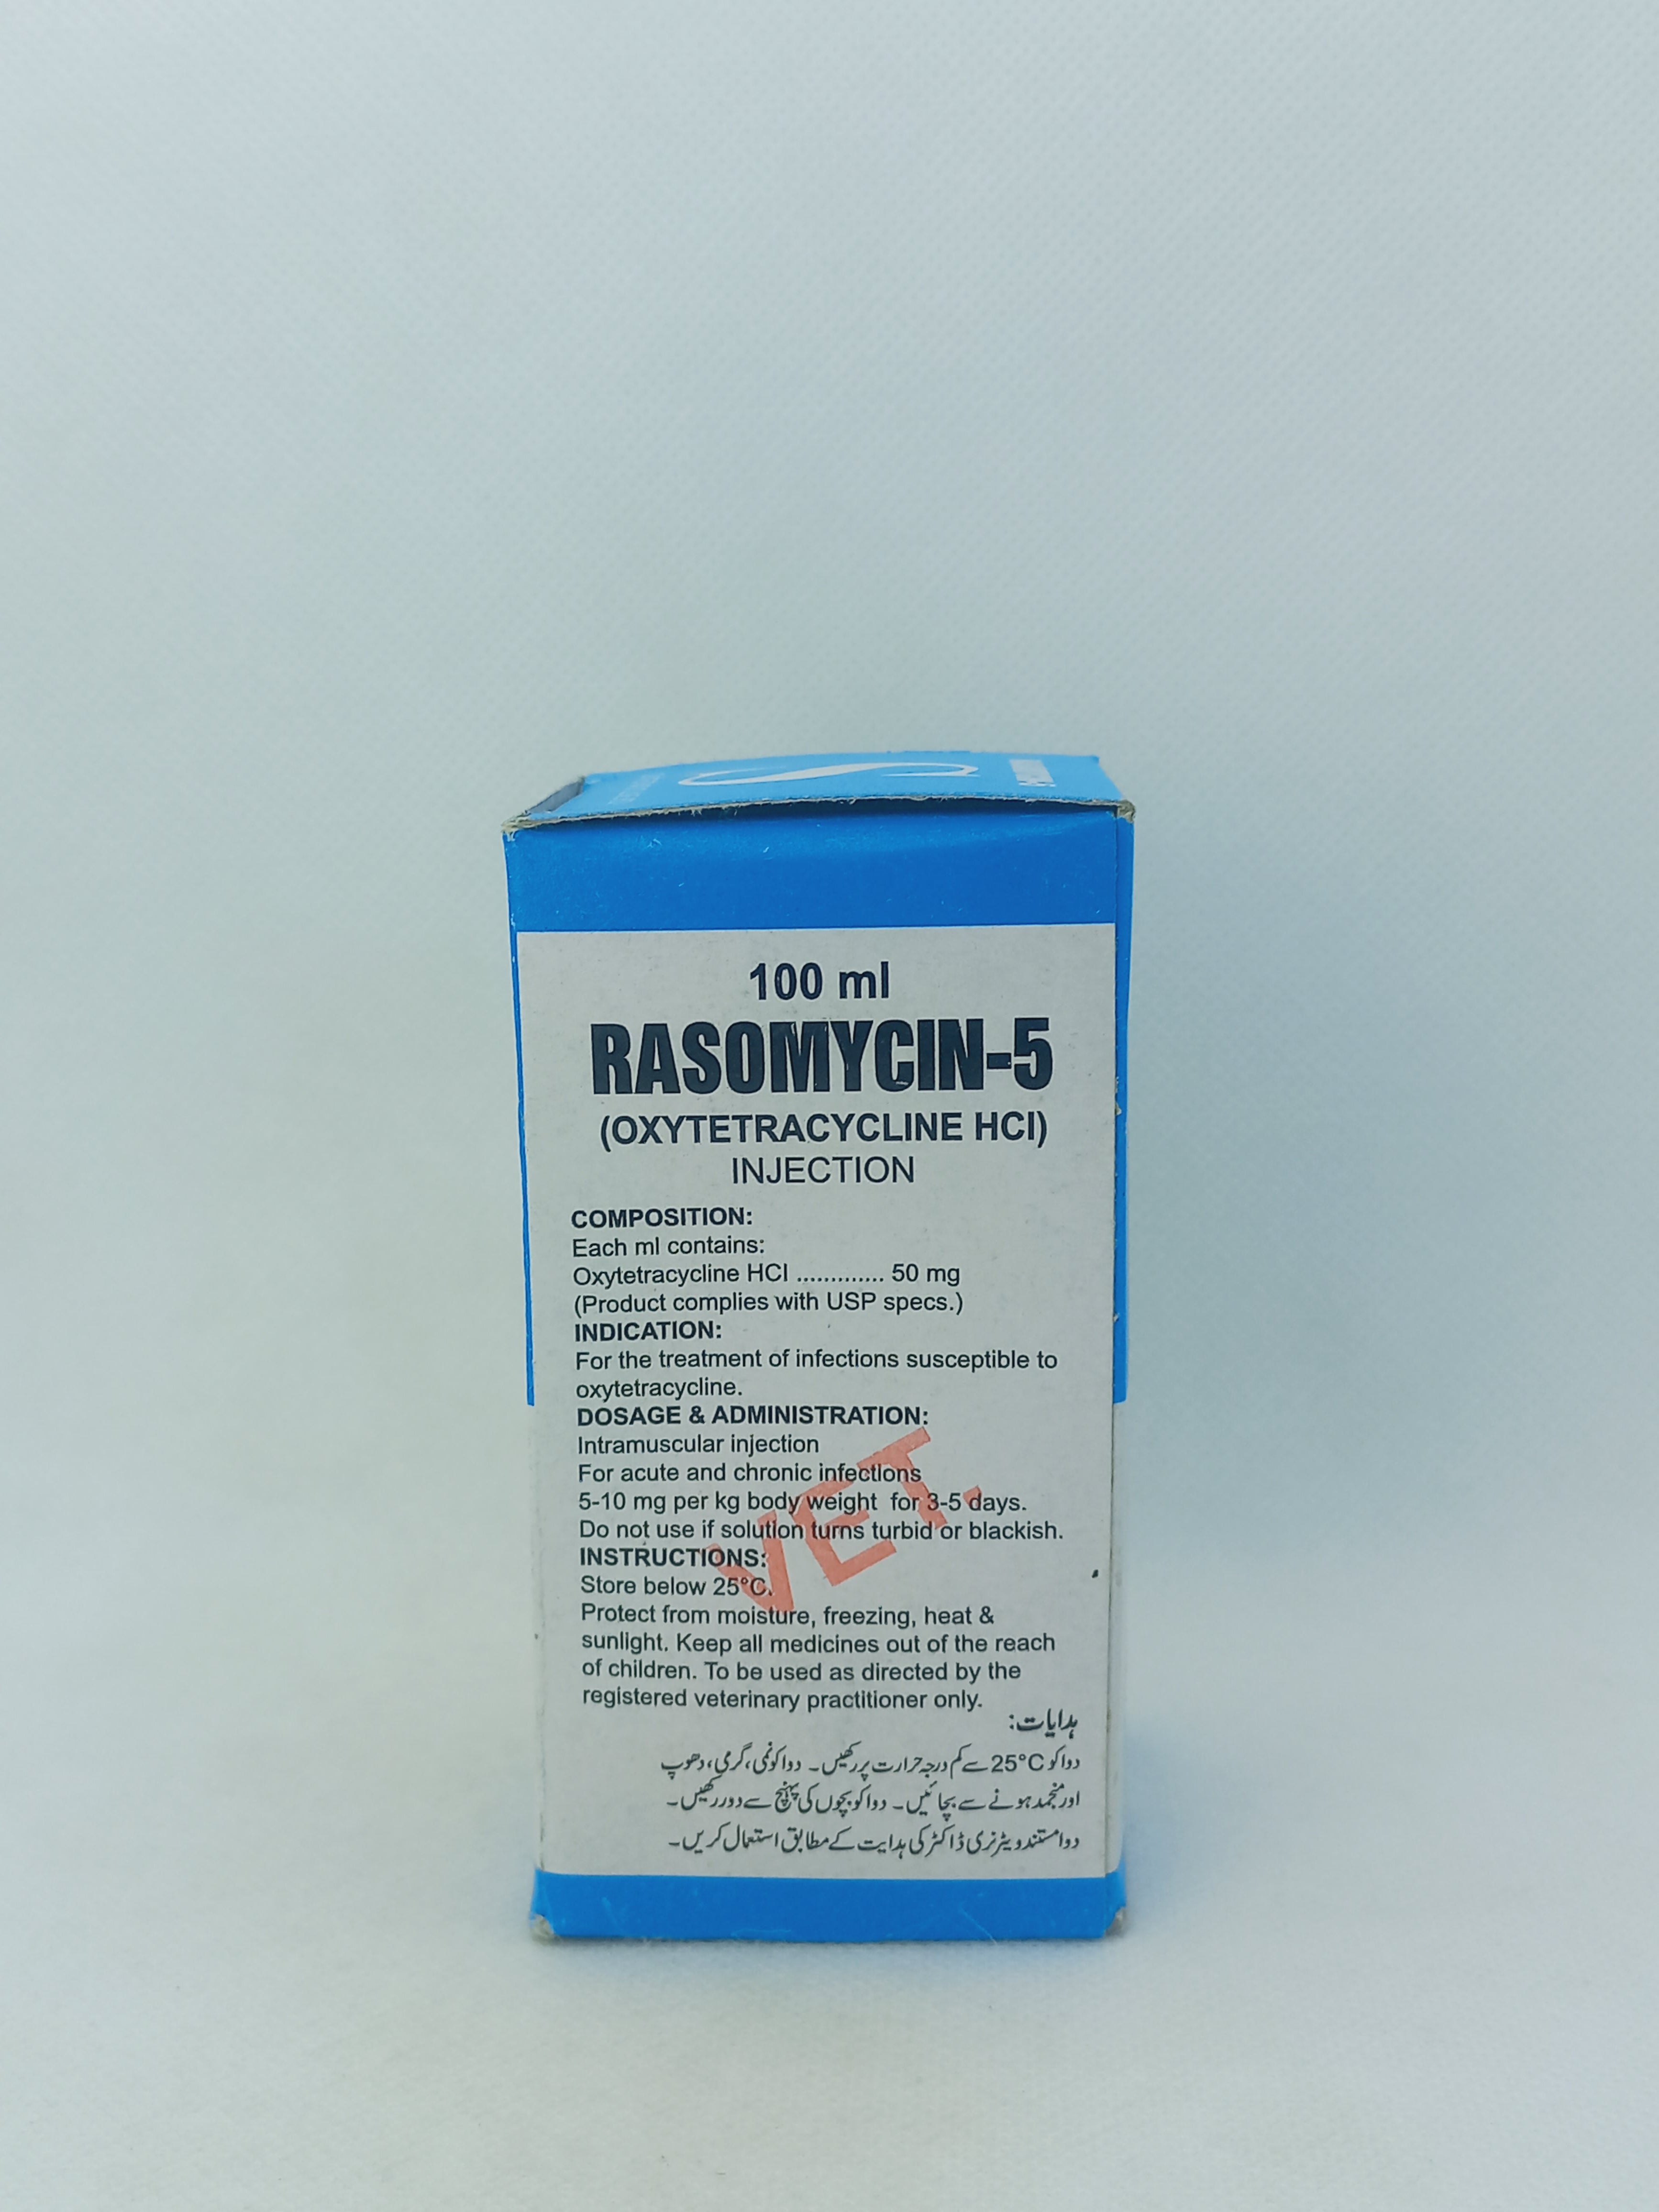 100 ml
RASOMYCIN-5
(OXYTETRACYCLINE HCl)
INJECTION
COMPOSITION:
Each ml contains:
Oxytetracycline HCl ............. 50 mg
(Product complies with USP specs.)
INDICATION:
For the treatment of infections susceptible to
oxytetracycline.
DOSAGE & ADMINISTRATION:
Intramuscular injection
For acute and chronic infections
5-10 mg per kg body weight for 3-5 days.
Do not use if solution turns turbid or blackish.
VET.
INSTRUCTIONS:
Store below 25°C.
Protect from moisture, freezing, heat &
sunlight. Keep all medicines out of the reach
of children. To be used as directed by the
registered veterinary practitioner only.
ہدایات:
دوا کو 25°C سے کم درجہ حرارت پر رکھیں۔ دوا کو نمی، گرمی، دھوپ
اور منجمد ہونے سے بچائیں۔ دوا کو بچوں کی پہنچ سے دور رکھیں۔
دوا مستند ویٹرنری ڈاکٹر کی ہدایت کے مطابق استعمال کریں۔